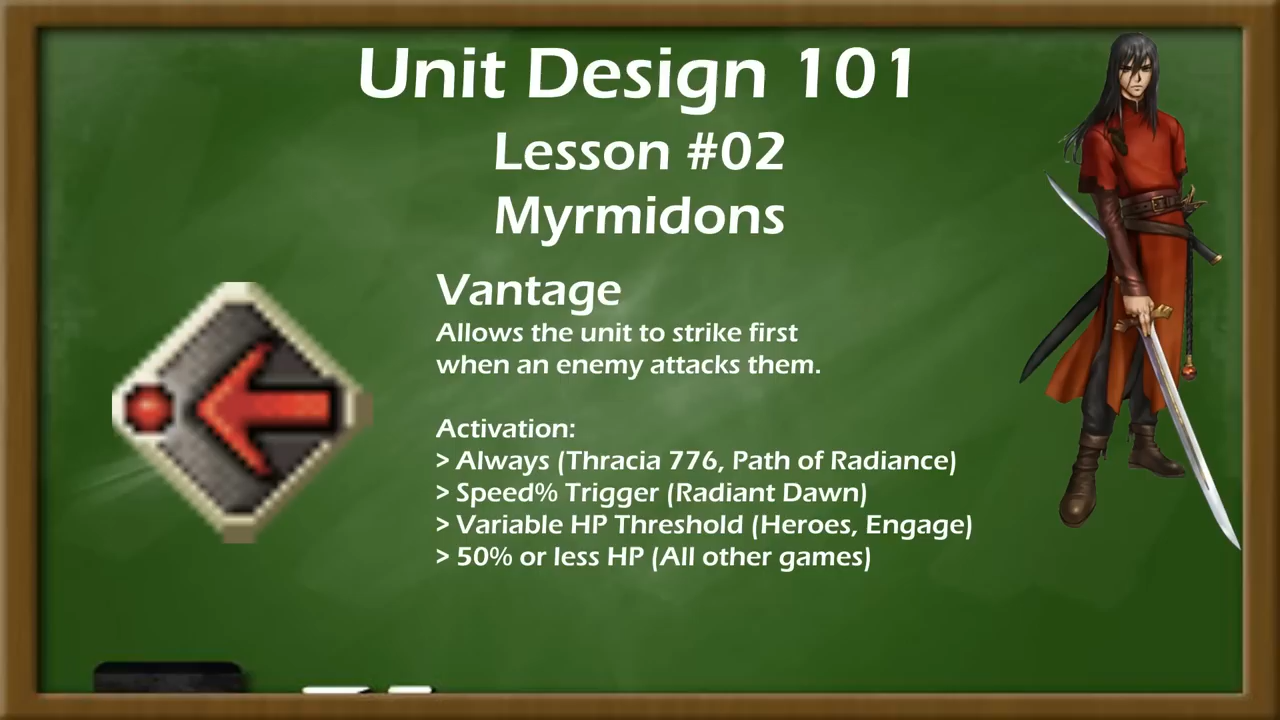 Unit Design 101
Lesson #02
Myrmidons
Vantage
Allows the unit to strike first
when an enemy attacks them.
Activation:
> Always (Thracia 776, Path of Radiance)
> Speed% Trigger (Radiant Dawn)
> Variable HP Threshold (Heroes, Engage)
> 50% or less HP (All other games)